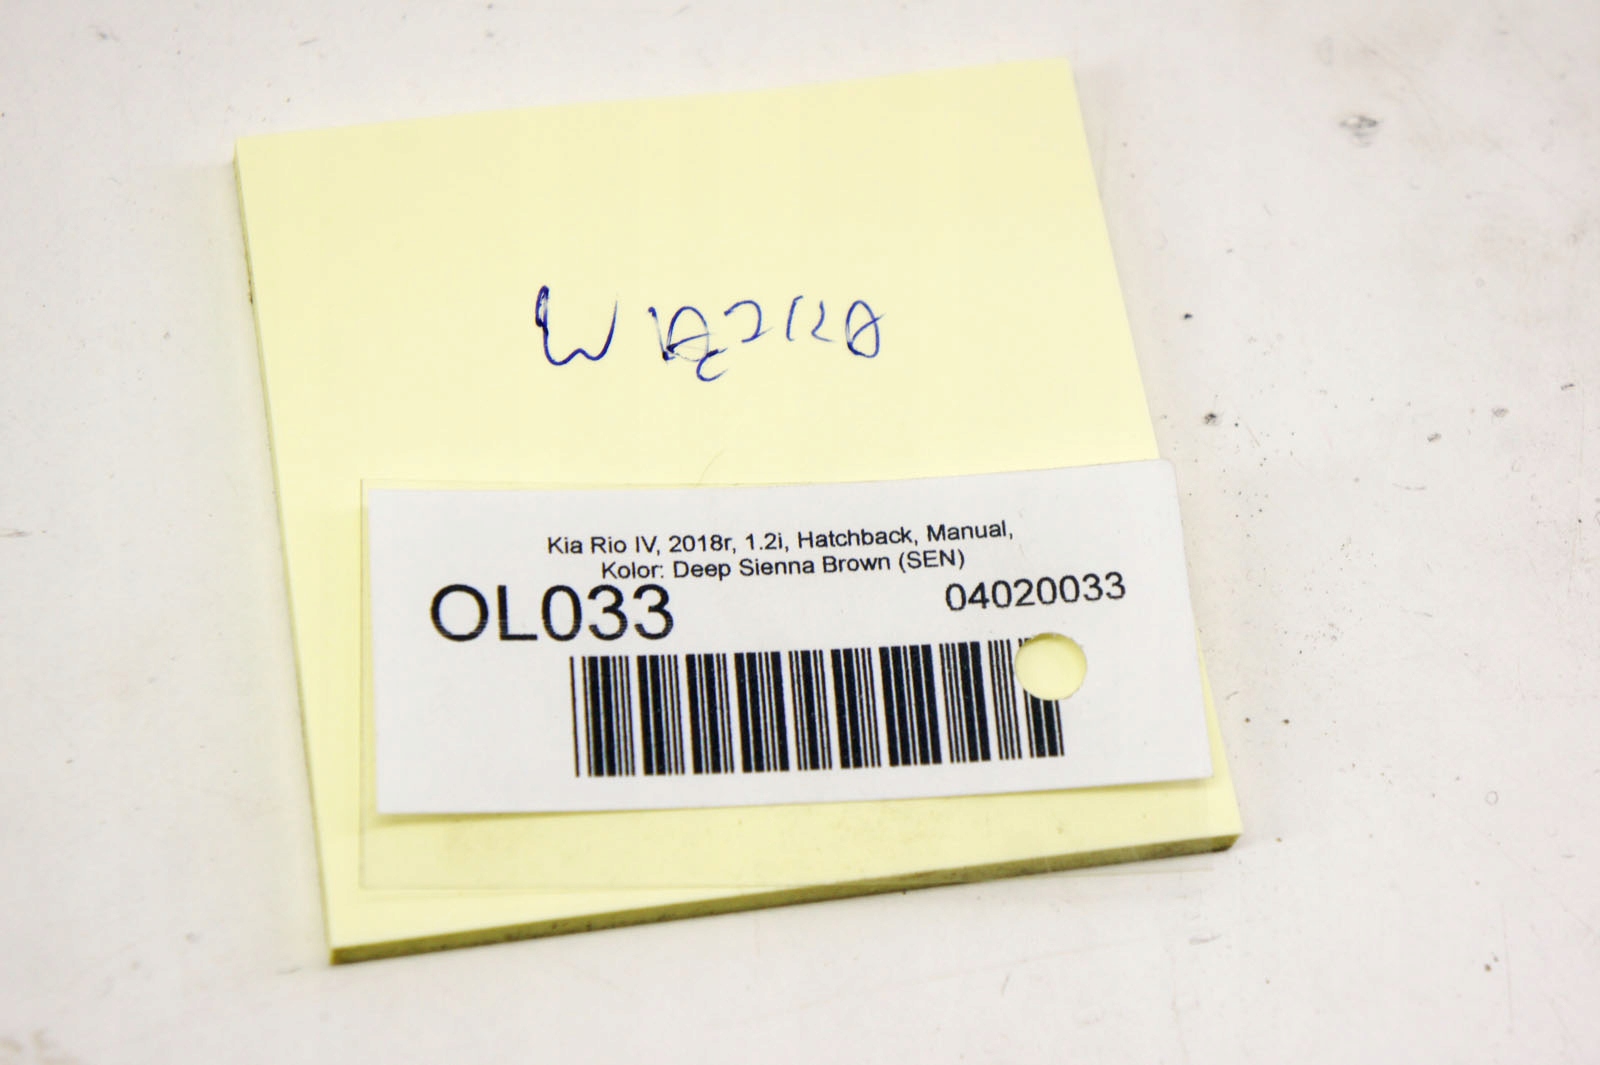 Kia Rio IV, 2018r, 1.2i, Hatchback, Manual,
Kolor: Deep Sienna Brown (SEN)
OL033
04020033